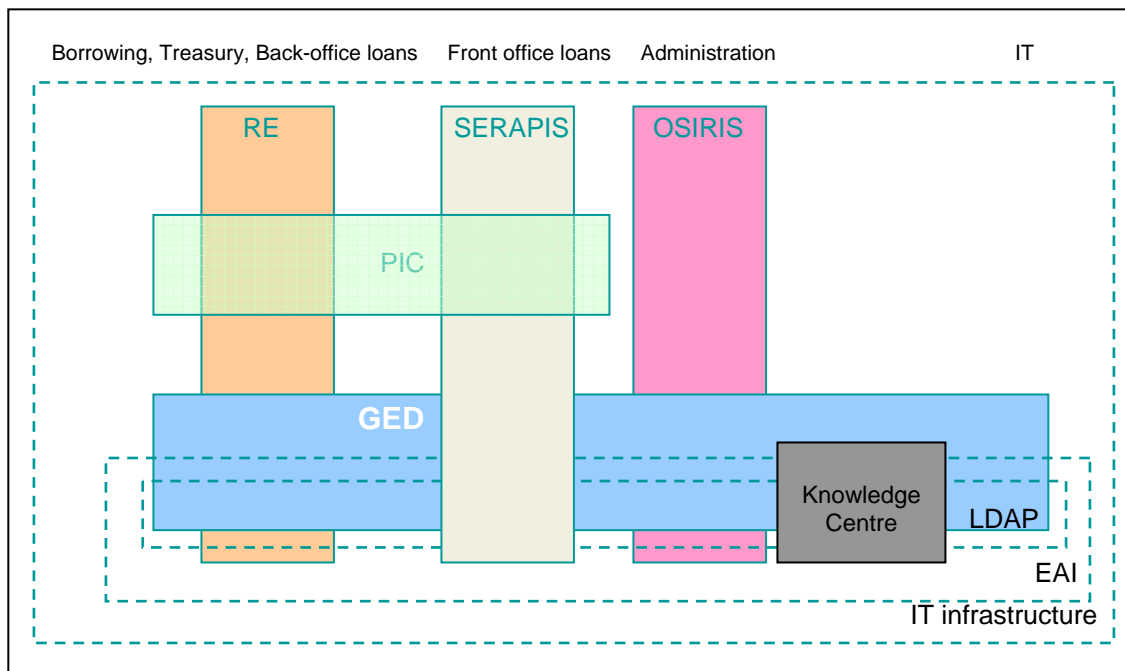 Borrowing, Treasury, Back-office loans Front office loans Administration IT
RE SERAPIS OSIRIS
PIC
GED
Knowledge
Centre
LDAP
EAI
IT infrastructure